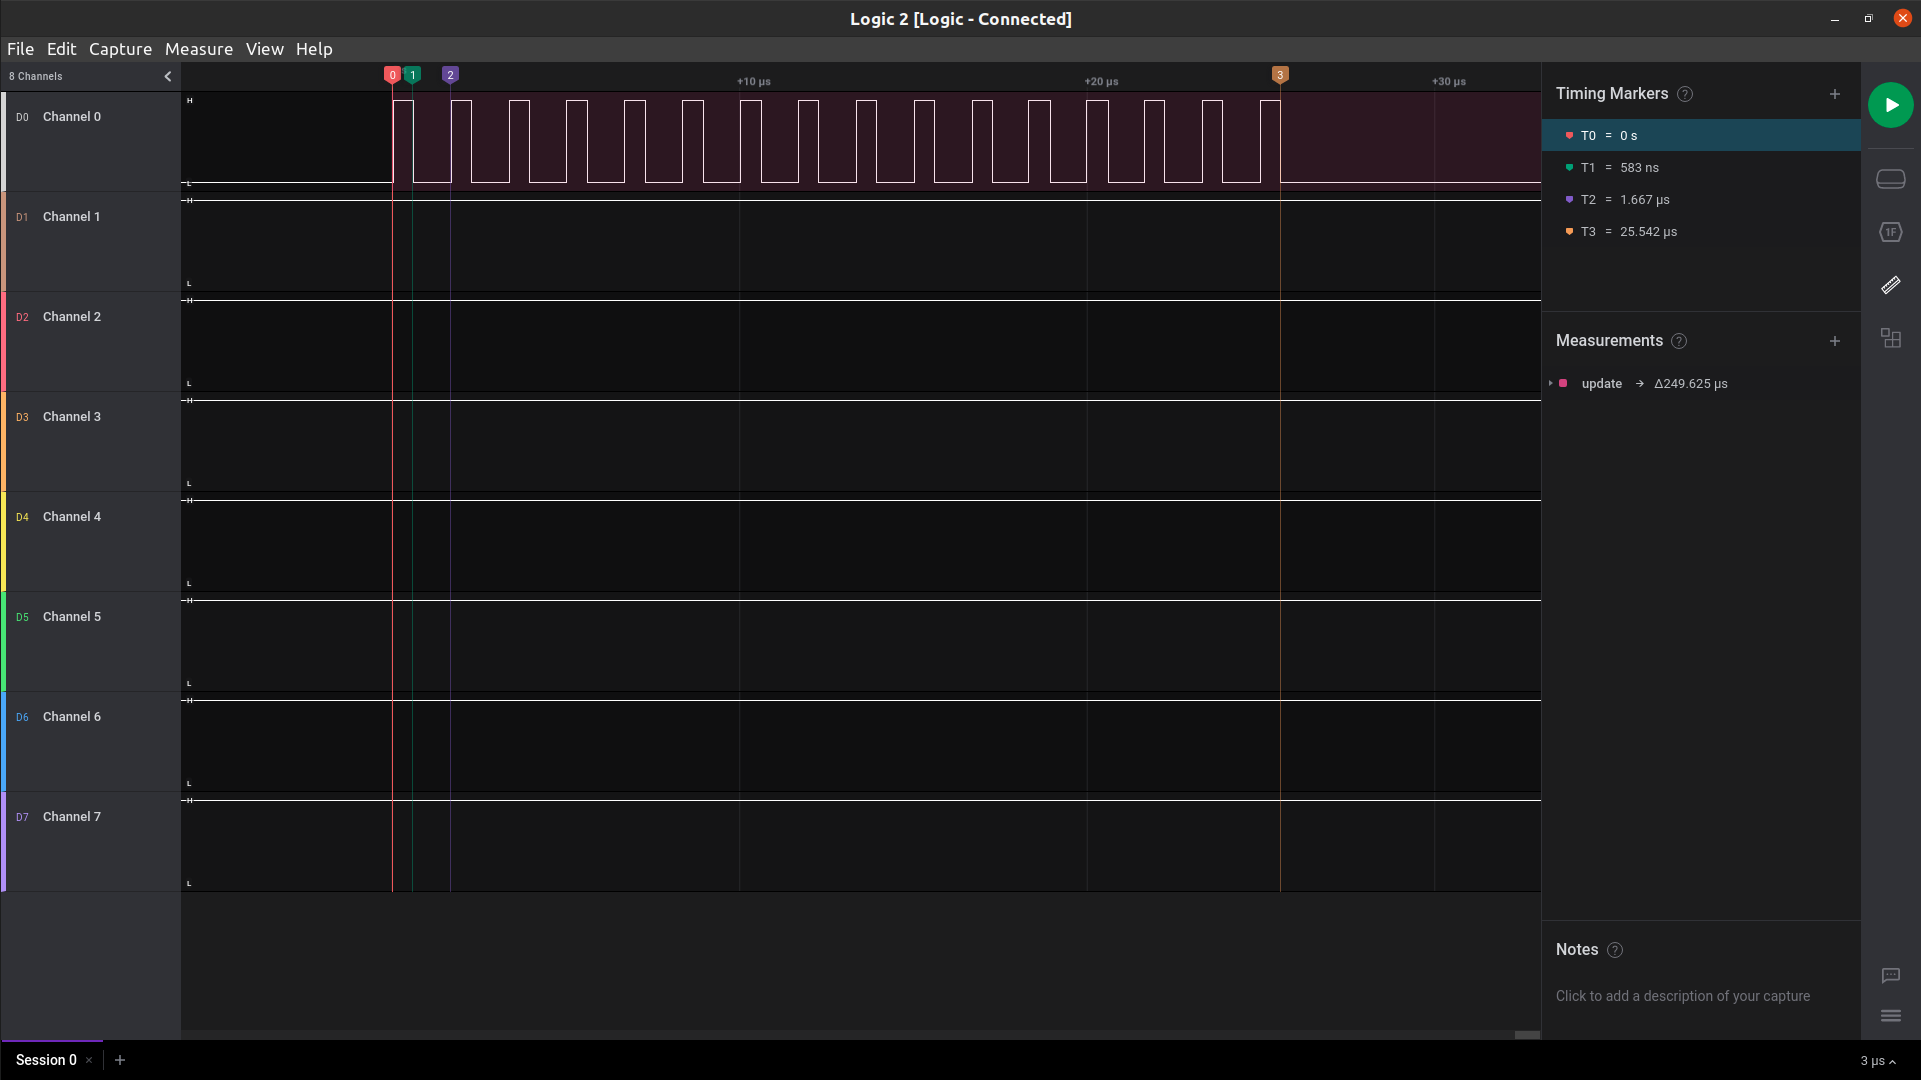 Logic 2 [Logic - Connected]
File Edit Capture Measure View Help
8 Channels
0 1 2 3
+10 µs +20 µs +30 µs
D0 Channel 0
H
L
D1 Channel 1
H
L
D2 Channel 2
H
L
D3 Channel 3
H
L
D4 Channel 4
H
L
D5 Channel 5
H
L
D6 Channel 6
H
L
D7 Channel 7
H
L
Timing Markers ?
T0 = 0 s
T1 = 583 ns
T2 = 1.667 µs
T3 = 25.542 µs
1F
Measurements ?
update → Δ249.625 µs
Notes ?
Click to add a description of your capture
Session 0
3 µs